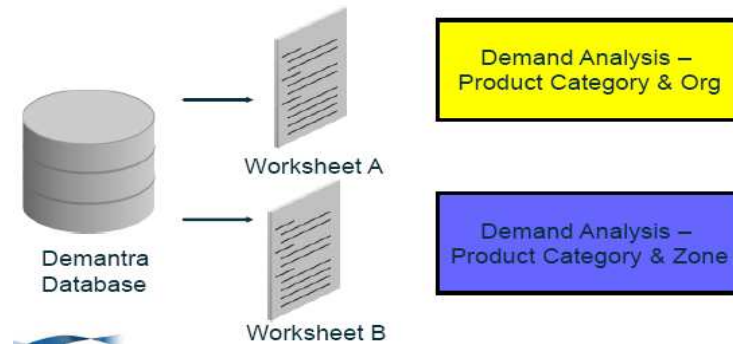 Demand Analysis –
Product Category & Org
Worksheet A
Demand Analysis –
Product Category & Zone
Demantra
Database
Worksheet B